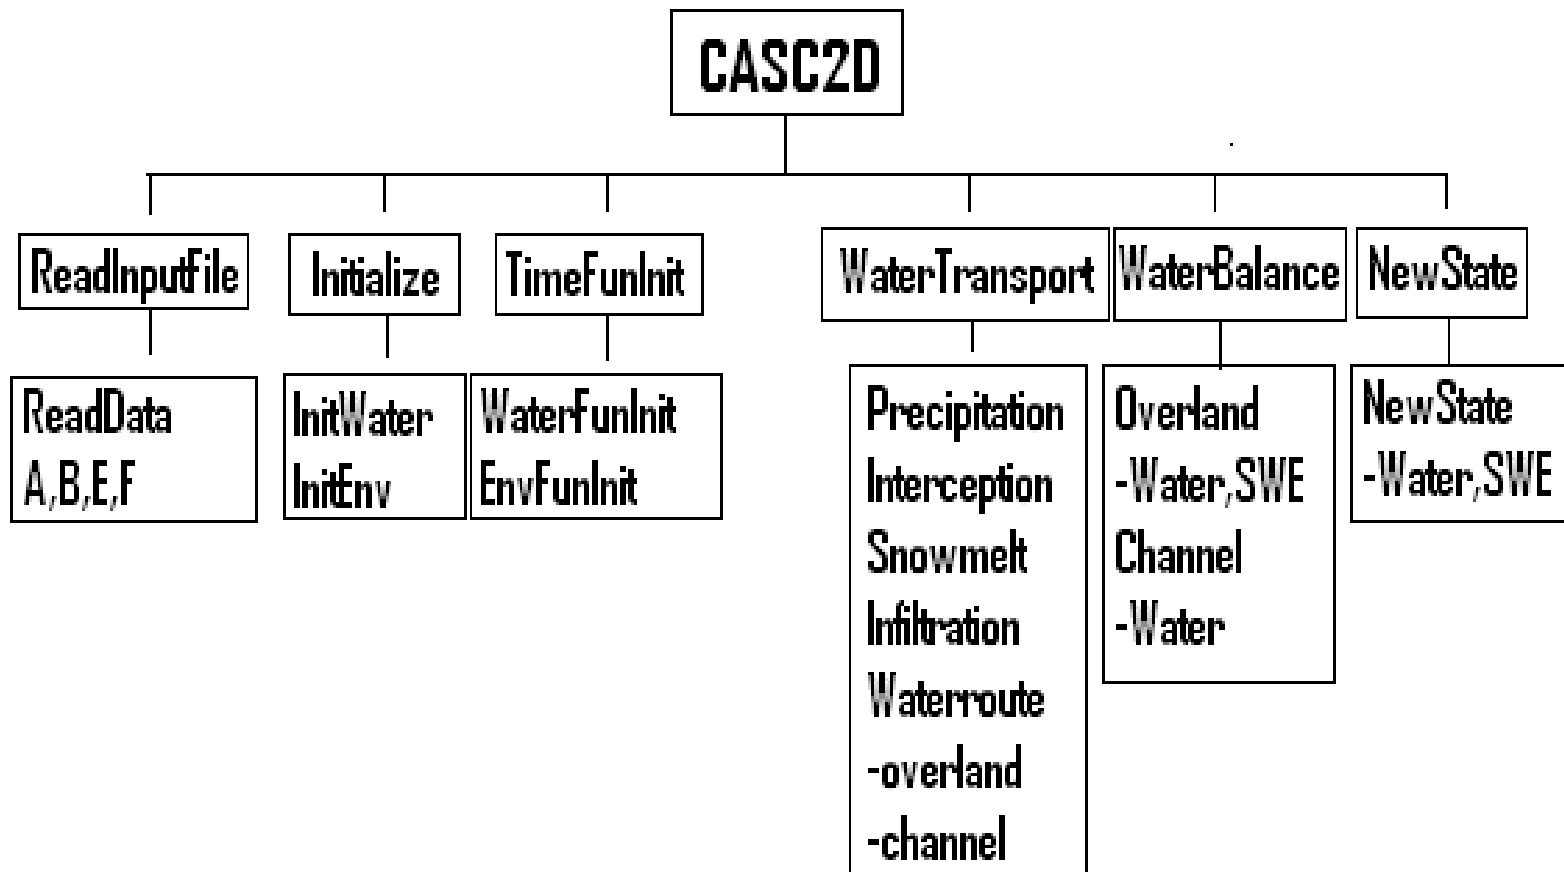 CASC2D
ReadInputFile
Initialize
TimeFunInit
WaterTransport
WaterBalance
NewState
ReadData
A,B,E,F
InitWater
InitEnv
WaterFunInit
EnvFunInit
Precipitation
Interception
Snowmelt
Infiltration
Waterroute
-overland
-channel
Overland
-Water,SWE
Channel
-Water
NewState
-Water,SWE